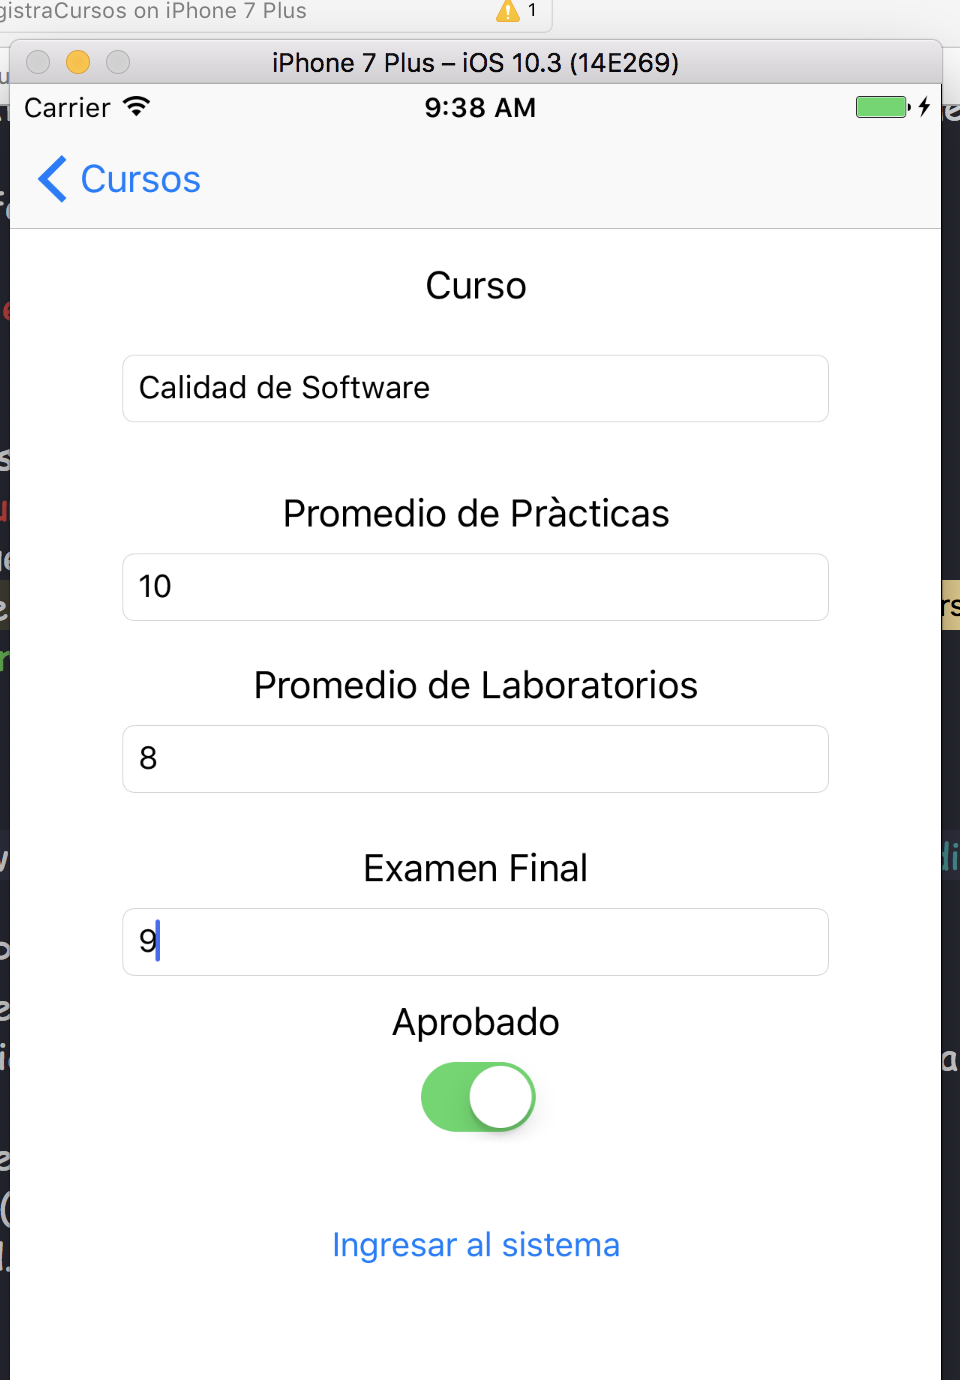 gistraCursos on iPhone 7 Plus 1
iPhone 7 Plus – iOS 10.3 (14E269)
Carrier 9:38 AM
Cursos
Curso
Calidad de Software
Promedio de Pràcticas
10
Promedio de Laboratorios
8
Examen Final
9
Aprobado
Ingresar al sistema